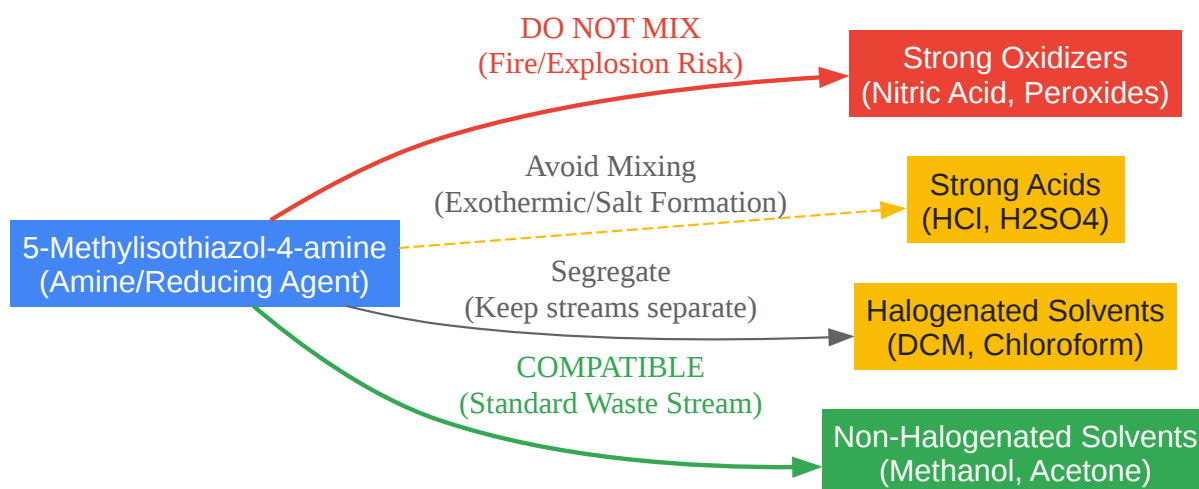 DO NOT MIX
(Fire/Explosion Risk)
Strong Oxidizers
(Nitric Acid, Peroxides)
Avoid Mixing
(Exothermic/Salt Formation)
Strong Acids
(HCl, H2SO4)
5-Methylisothiazol-4-amine
(Amine/Reducing Agent)
Segregate
(Keep streams separate)
Halogenated Solvents
(DCM, Chloroform)
COMPATIBLE
(Standard Waste Stream)
Non-Halogenated Solvents
(Methanol, Acetone)